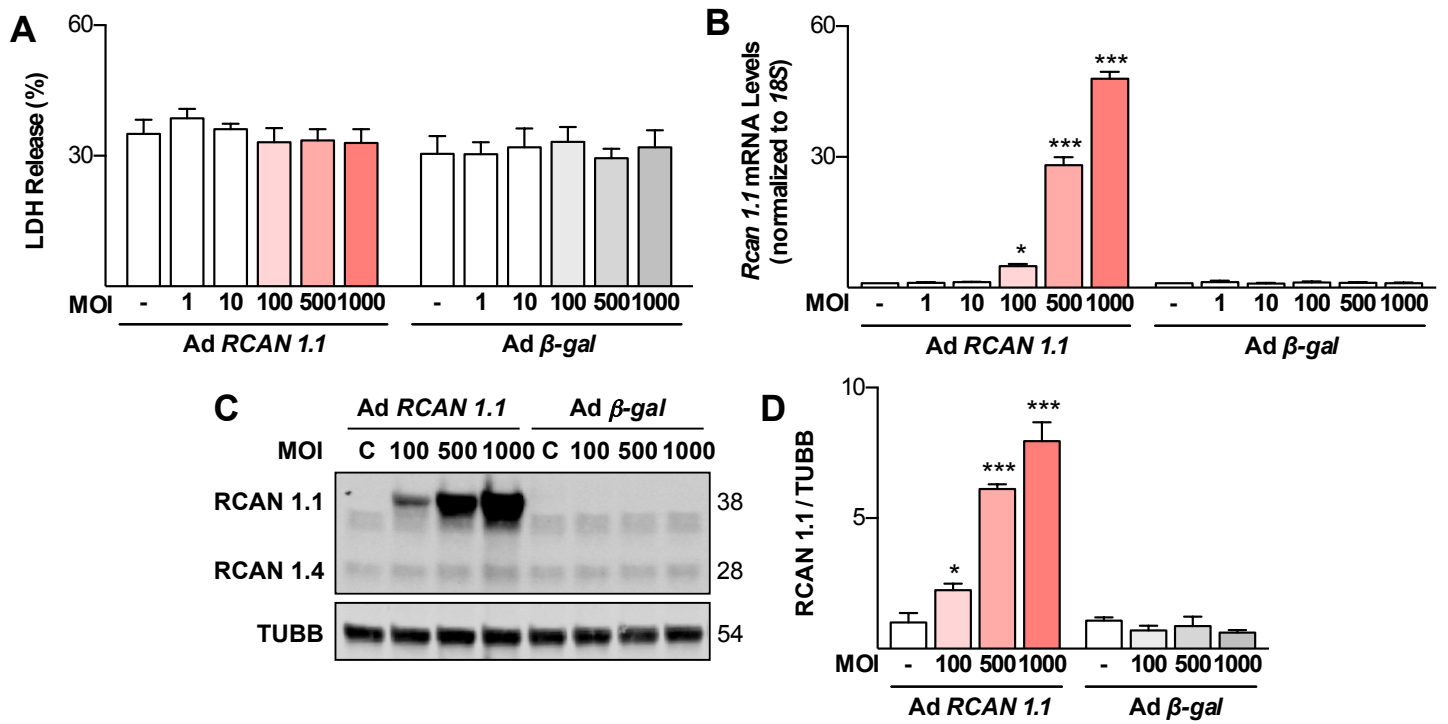 A
LDH Release (%)
60
30
MOI - 1 10 100 500 1000 - 1 10 100 500 1000
Ad RCAN 1.1 Ad β-gal
B
Rcan 1.1 mRNA Levels
(normalized to 18S)
60
30
*
***
***
MOI - 1 10 100 500 1000 - 1 10 100 500 1000
Ad RCAN 1.1 Ad β-gal
C
Ad RCAN 1.1 Ad β-gal
MOI C 100 500 1000 C 100 500 1000
RCAN 1.1 38
RCAN 1.4 28
TUBB 54
D
RCAN 1.1 / TUBB
10
5
*
***
***
MOI - 100 500 1000 - 100 500 1000
Ad RCAN 1.1 Ad β-gal